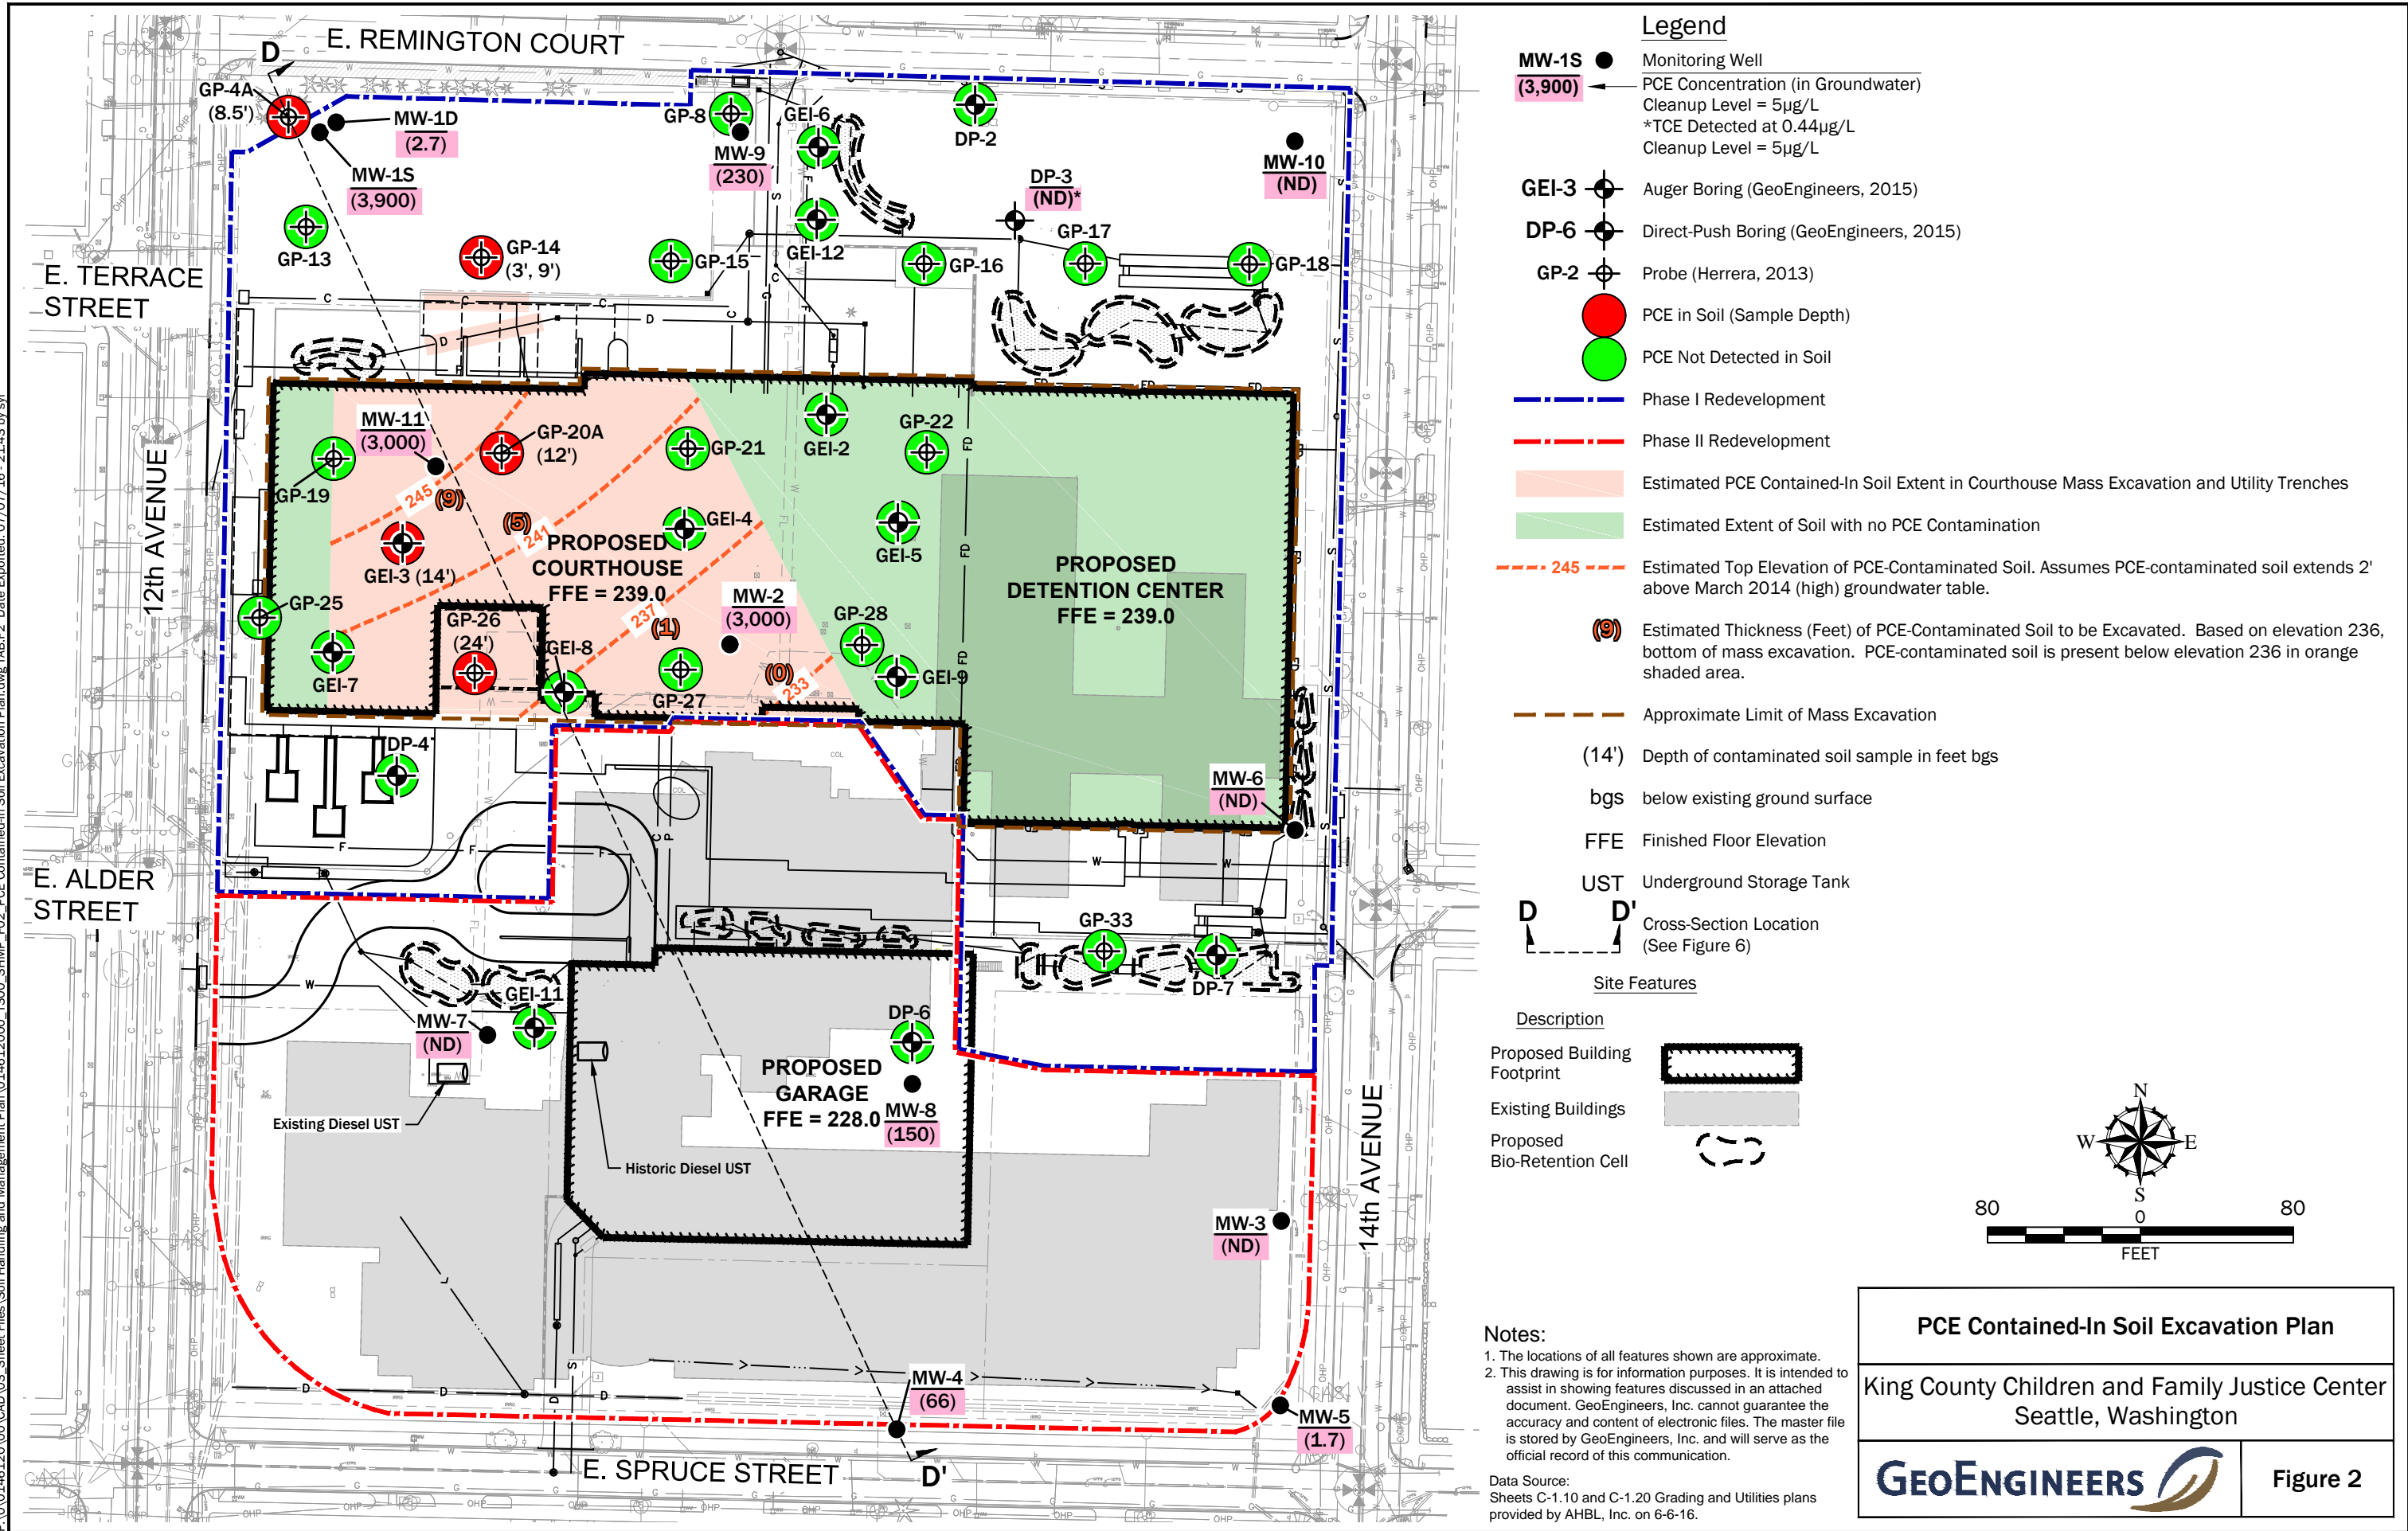 E. REMINGTON COURT
D
GP-4A
(8.5')
MW-1D
(2.7)
MW-1S
(3,900)
GP-8
MW-9
(230)
GEI-6
DP-2
MW-10
(ND)
DP-3
(ND)*
GP-13
GP-14
(3', 9')
GP-15
GEI-12
GP-16
GP-17
GP-18
E. TERRACE
STREET
12th AVENUE
MW-11
(3,000)
GP-20A
(12')
GP-19
GP-21
GEI-2
GP-22
245
(9)
(5)
241
GEI-3 (14')
GEI-4
GEI-5
PROPOSED
COURTHOUSE
FFE = 239.0
PROPOSED
DETENTION CENTER
FFE = 239.0
GP-25
GEI-7
GP-26
(24')
GEI-8
237
(1)
MW-2
(3,000)
GP-27
(0)
233
GP-28
GEI-9
DP-4
MW-6
(ND)
E. ALDER
STREET
GP-33
DP-7
GEI-11
MW-7
(ND)
Existing Diesel UST
Historic Diesel UST
DP-6
PROPOSED
GARAGE
FFE = 228.0
MW-8
(150)
MW-3
(ND)
14th AVENUE
MW-4
(66)
MW-5
(1.7)
E. SPRUCE STREET
D'
Legend
MW-1S
(3,900)
Monitoring Well
PCE Concentration (in Groundwater)
Cleanup Level = 5µg/L
*TCE Detected at 0.44µg/L
Cleanup Level = 5µg/L
GEI-3 Auger Boring (GeoEngineers, 2015)
DP-6 Direct-Push Boring (GeoEngineers, 2015)
GP-2 Probe (Herrera, 2013)
PCE in Soil (Sample Depth)
PCE Not Detected in Soil
Phase I Redevelopment
Phase II Redevelopment
Estimated PCE Contained-In Soil Extent in Courthouse Mass Excavation and Utility Trenches
Estimated Extent of Soil with no PCE Contamination
245 Estimated Top Elevation of PCE-Contaminated Soil. Assumes PCE-contaminated soil extends 2'
above March 2014 (high) groundwater table.
(9) Estimated Thickness (Feet) of PCE-Contaminated Soil to be Excavated. Based on elevation 236,
bottom of mass excavation. PCE-contaminated soil is present below elevation 236 in orange
shaded area.
Approximate Limit of Mass Excavation
(14') Depth of contaminated soil sample in feet bgs
bgs below existing ground surface
FFE Finished Floor Elevation
UST Underground Storage Tank
D D' Cross-Section Location
(See Figure 6)
Site Features
Description
Proposed Building
Footprint
Existing Buildings
Proposed
Bio-Retention Cell
N
W E
S
80 0 80
FEET
Notes:
1. The locations of all features shown are approximate.
2. This drawing is for information purposes. It is intended to
assist in showing features discussed in an attached
document. GeoEngineers, Inc. cannot guarantee the
accuracy and content of electronic files. The master file
is stored by GeoEngineers, Inc. and will serve as the
official record of this communication.
Data Source:
Sheets C-1.10 and C-1.20 Grading and Utilities plans
provided by AHBL, Inc. on 6-6-16.
PCE Contained-In Soil Excavation Plan
King County Children and Family Justice Center
Seattle, Washington
GEOENGINEERS
Figure 2